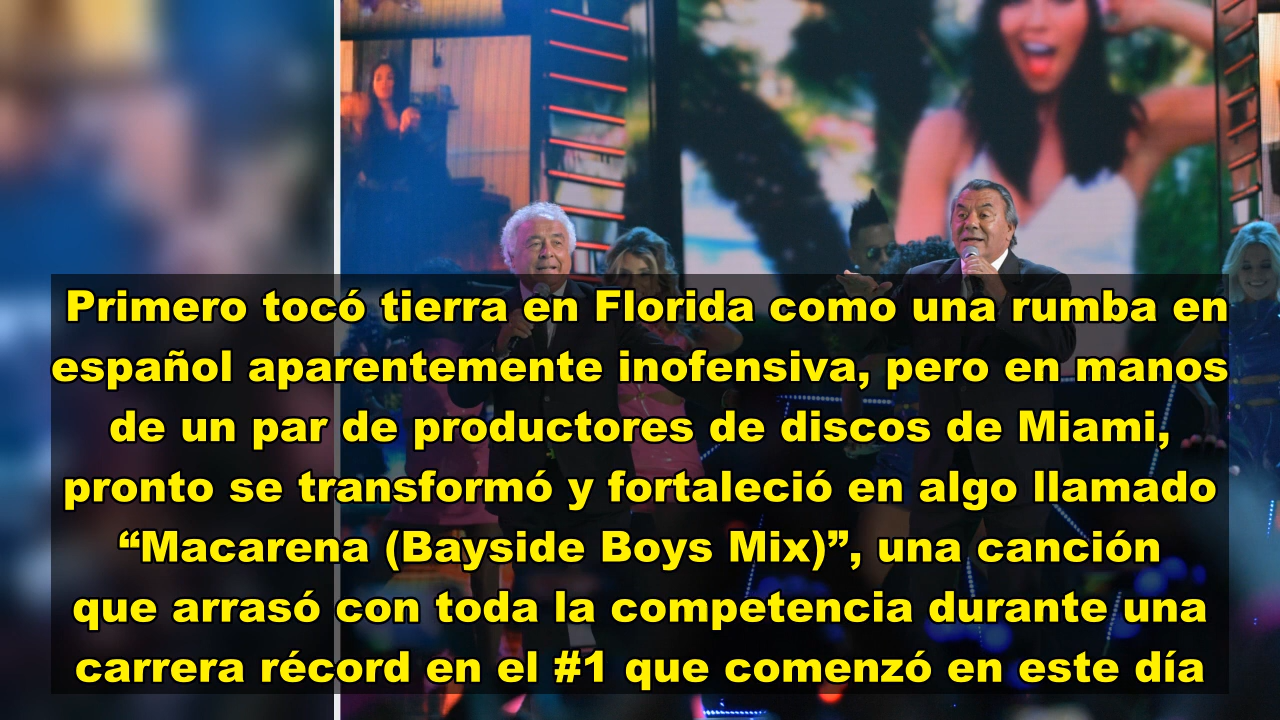 Primero tocó tierra en Florida como una rumba en
español aparentemente inofensiva, pero en manos
de un par de productores de discos de Miami,
pronto se transformó y fortaleció en algo llamado
“Macarena (Bayside Boys Mix)”, una canción
que arrasó con toda la competencia durante una
carrera récord en el #1 que comenzó en este día